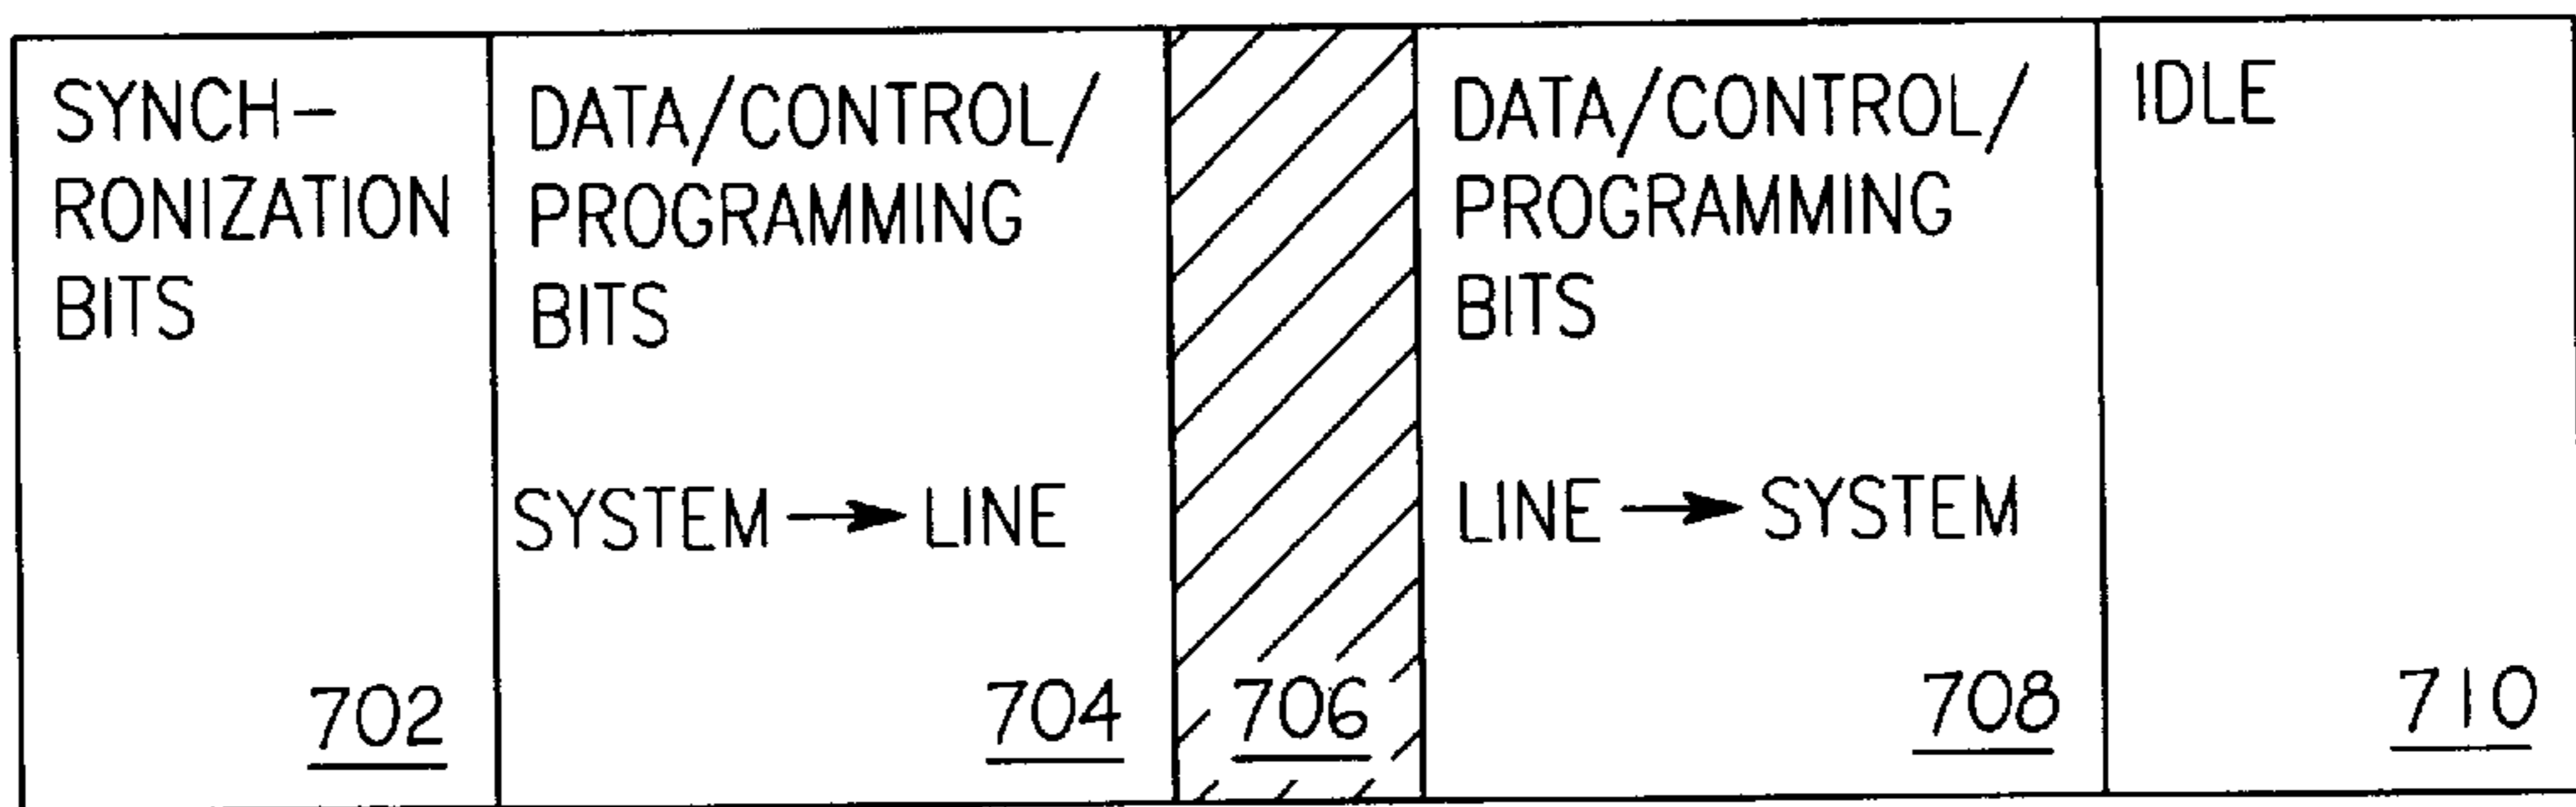 SYNCH-
RONIZATION
BITS
702
DATA/CONTROL/
PROGRAMMING
BITS
SYSTEM → LINE
704
706
DATA/CONTROL/
PROGRAMMING
BITS
LINE → SYSTEM
708
IDLE
710